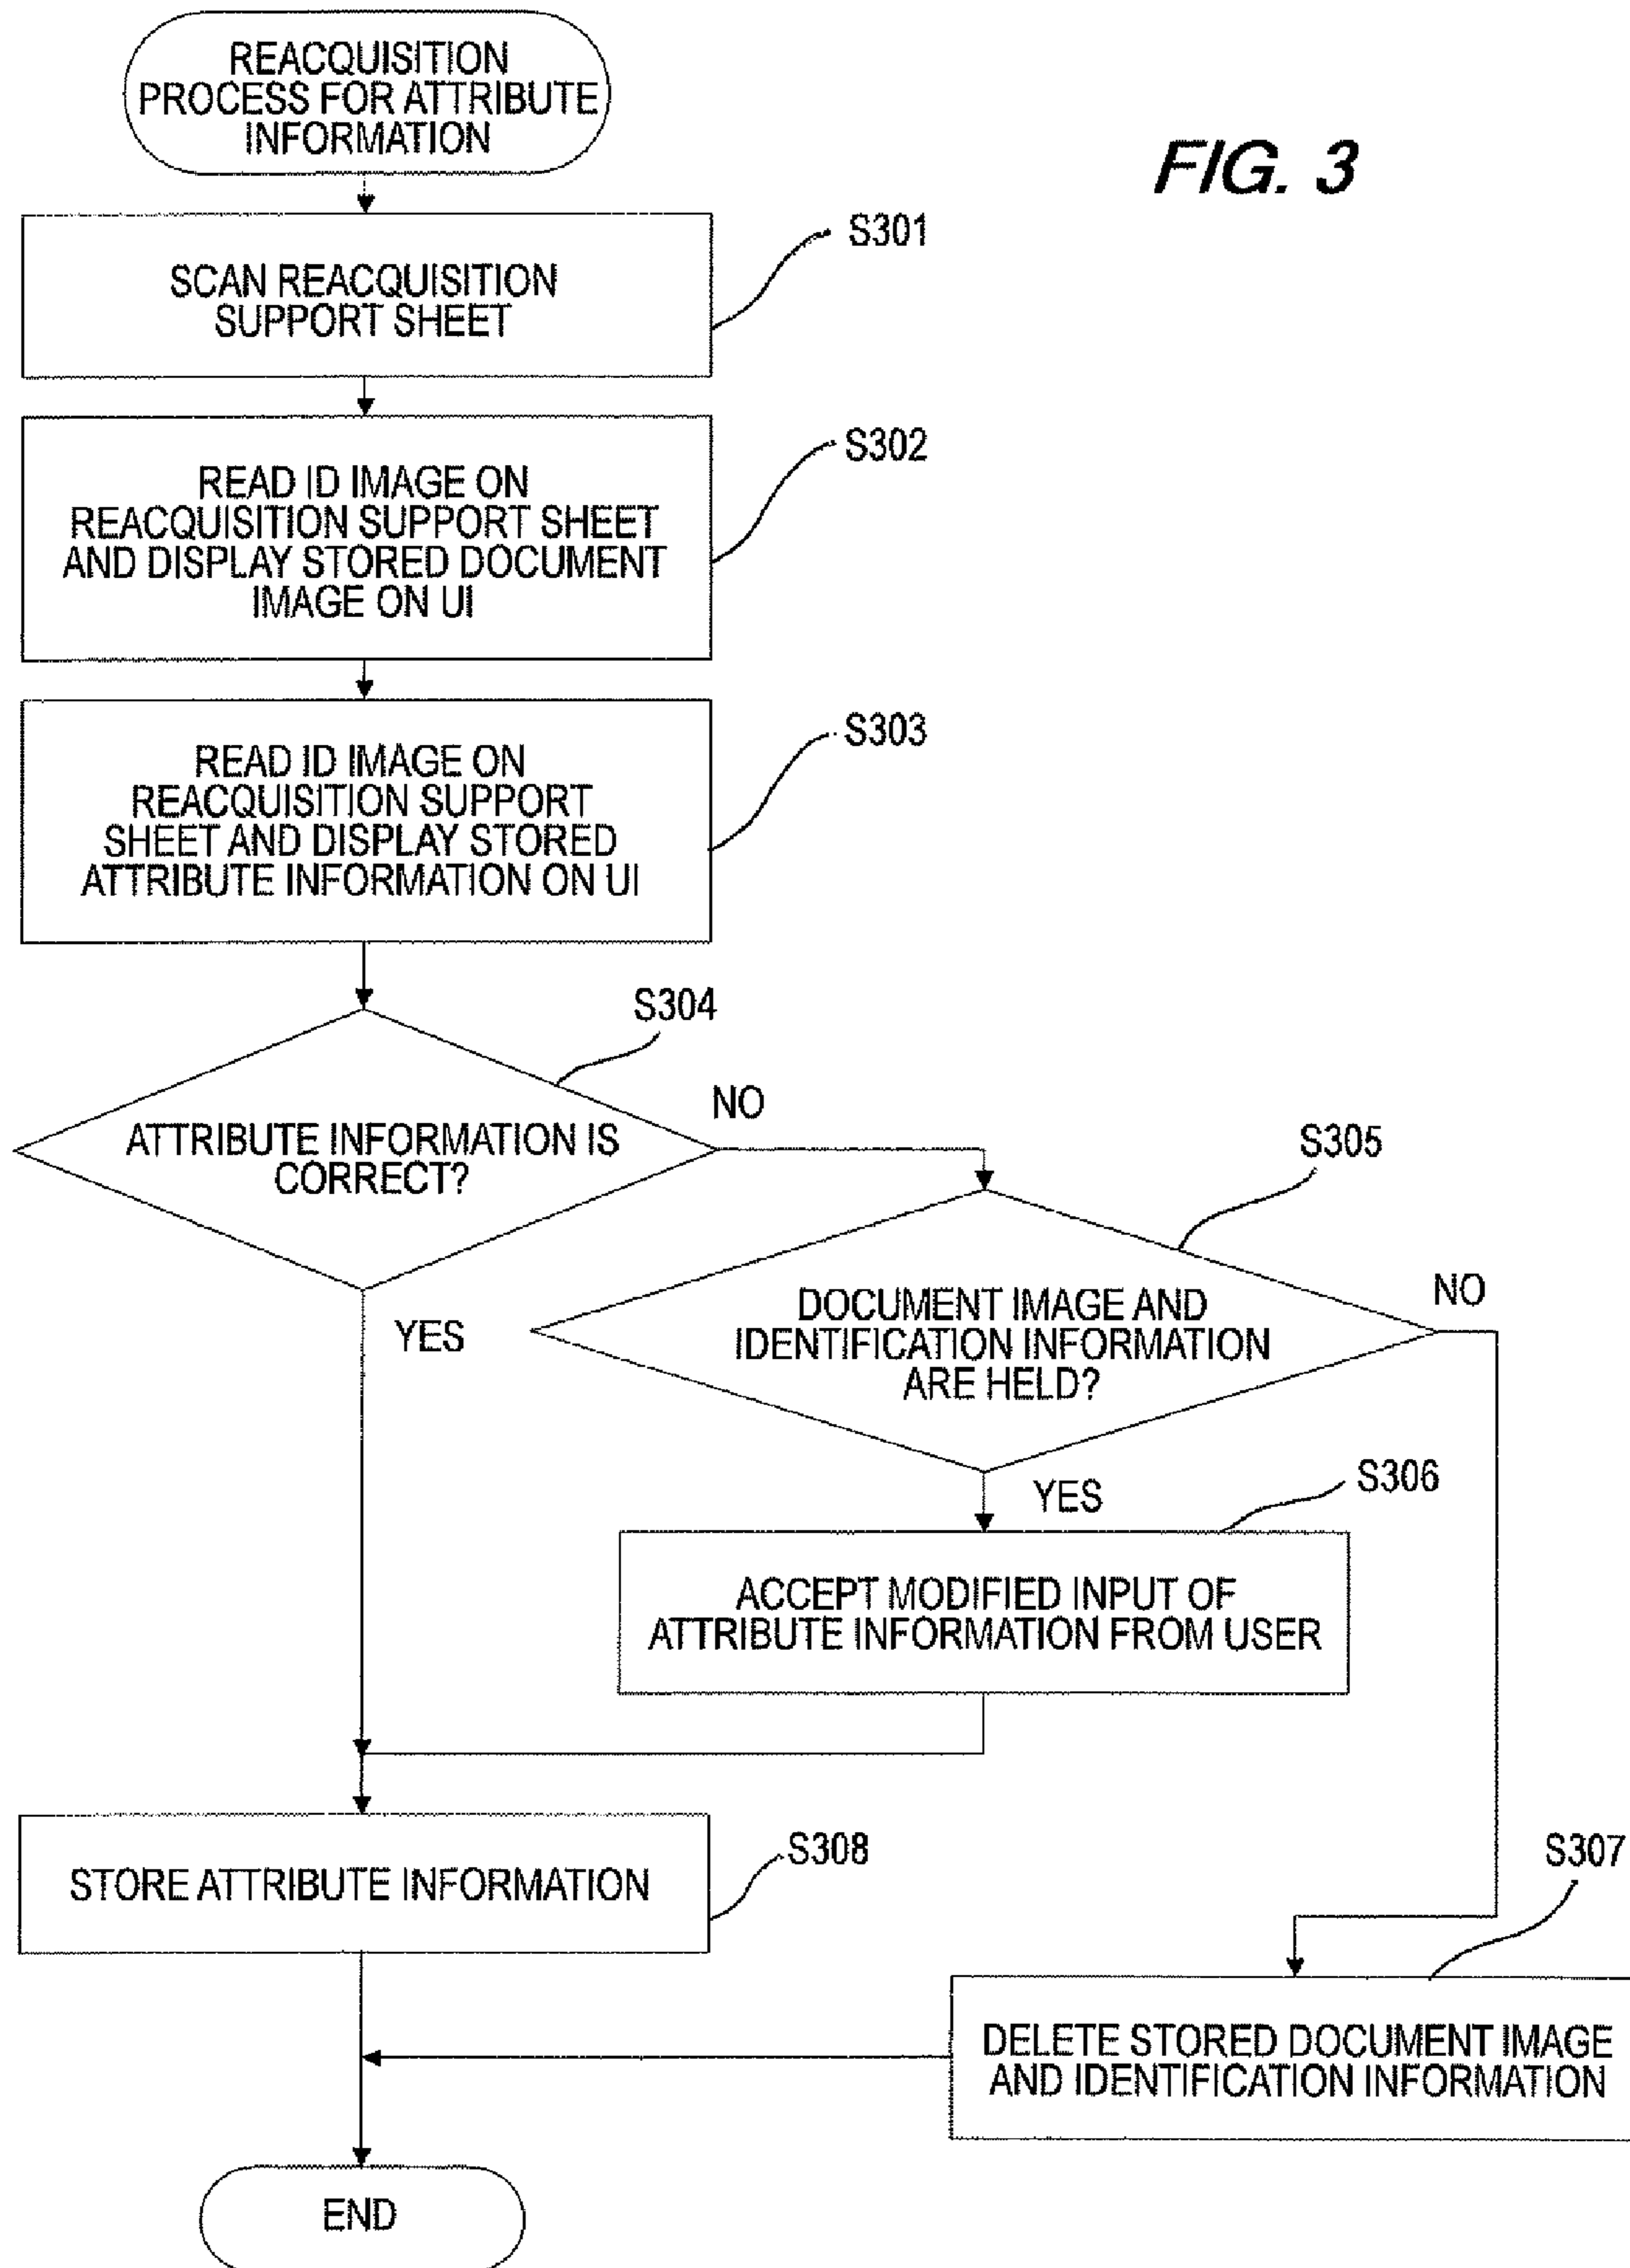 REACQUISITION
PROCESS FOR ATTRIBUTE
INFORMATION
FIG. 3
S301
SCAN REACQUISITION
SUPPORT SHEET
S302
READ ID IMAGE ON
REACQUISITION SUPPORT SHEET
AND DISPLAY STORED DOCUMENT
IMAGE ON UI
S303
READ ID IMAGE ON
REACQUISITION SUPPORT
SHEET AND DISPLAY STORED
ATTRIBUTE INFORMATION ON UI
S304
NO
ATTRIBUTE INFORMATION IS
CORRECT?
YES
S305
NO
DOCUMENT IMAGE AND
IDENTIFICATION INFORMATION
ARE HELD?
YES
S306
ACCEPT MODIFIED INPUT OF
ATTRIBUTE INFORMATION FROM USER
S308
STORE ATTRIBUTE INFORMATION
S307
DELETE STORED DOCUMENT IMAGE
AND IDENTIFICATION INFORMATION
END